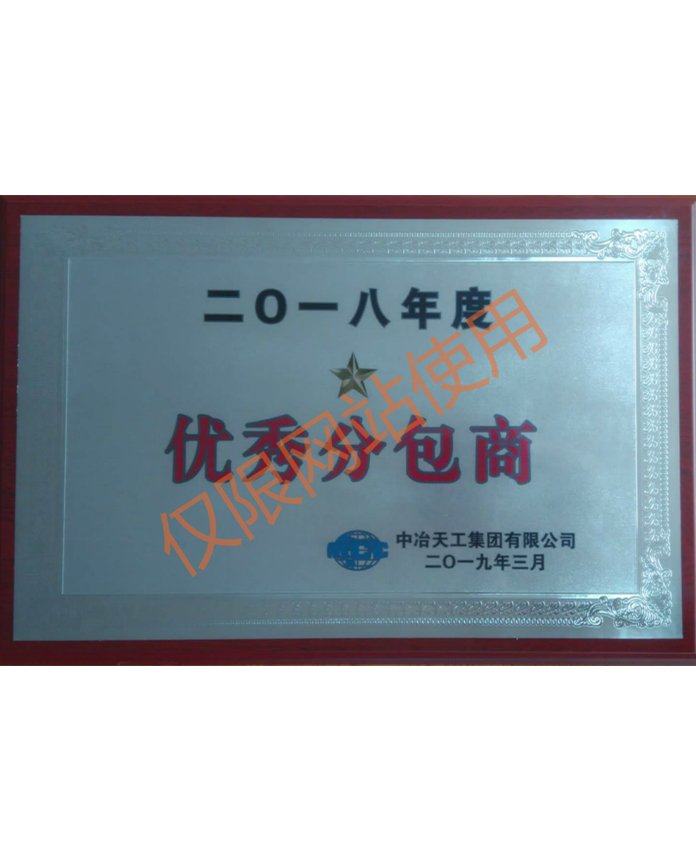 二〇一八年度
优秀分包商
MCC
中冶天工集团有限公司
二〇一九年三月
仅限网站使用